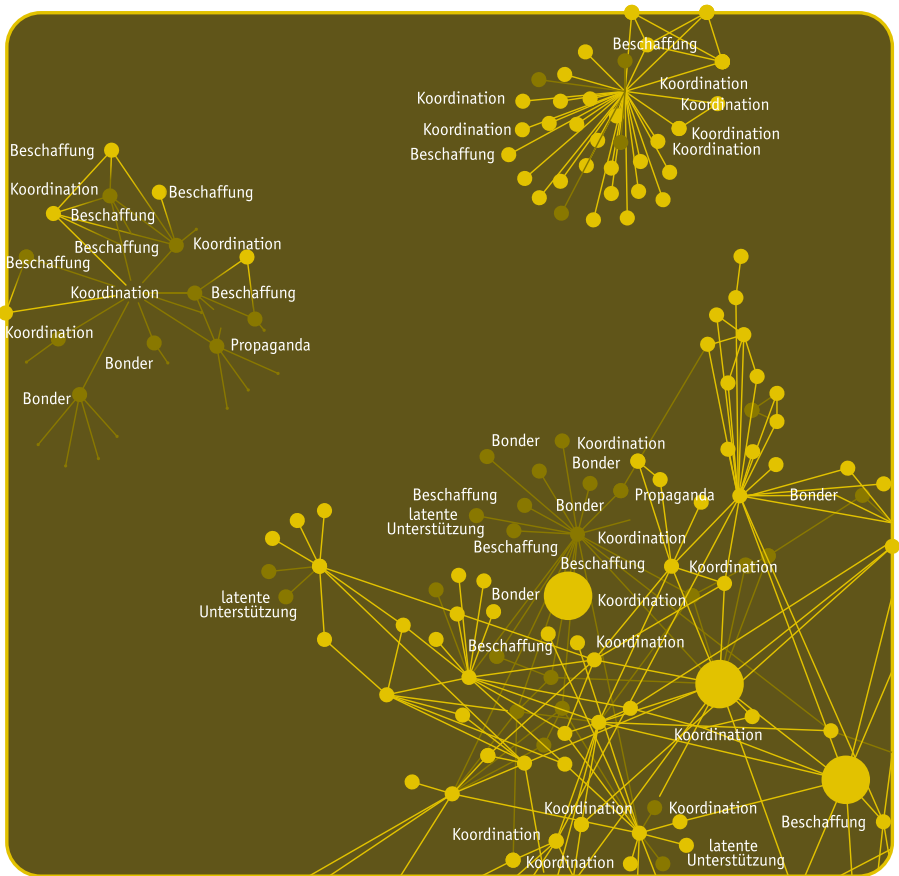 Beschaffung
Koordination
Koordination
Koordination
Koordination
Koordination
Koordination
Beschaffung
Beschaffung
Koordination
Beschaffung
Beschaffung
Beschaffung
Koordination
Beschaffung
Koordination
Beschaffung
Koordination
Propaganda
Bonder
Bonder
Bonder
Koordination
Bonder
Beschaffung
Propaganda
Bonder
Bonder
latente
Unterstützung
Koordination
Beschaffung
Beschaffung
Koordination
Bonder
Koordination
latente
Unterstützung
Beschaffung
Koordination
Koordination
Koordination
Koordination
Beschaffung
Koordination
latente
Unterstützung
Koordination